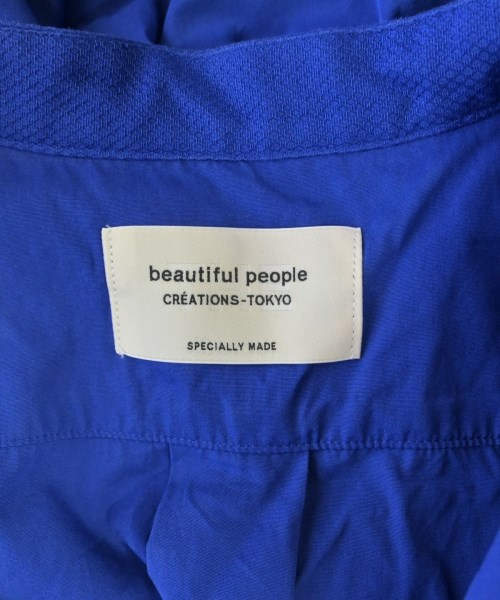 beautiful people
CRÉATIONS-TOKYO
SPECIALLY MADE